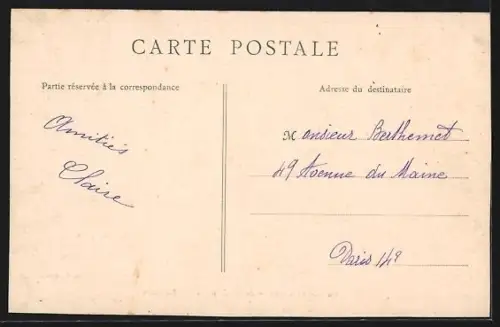 CARTE POSTALE
Partie réservée à la correspondance
Amitiés
Claire
Adresse du destinataire
Monsieur Berthemet
49 Avenue du Maine
Paris 14e